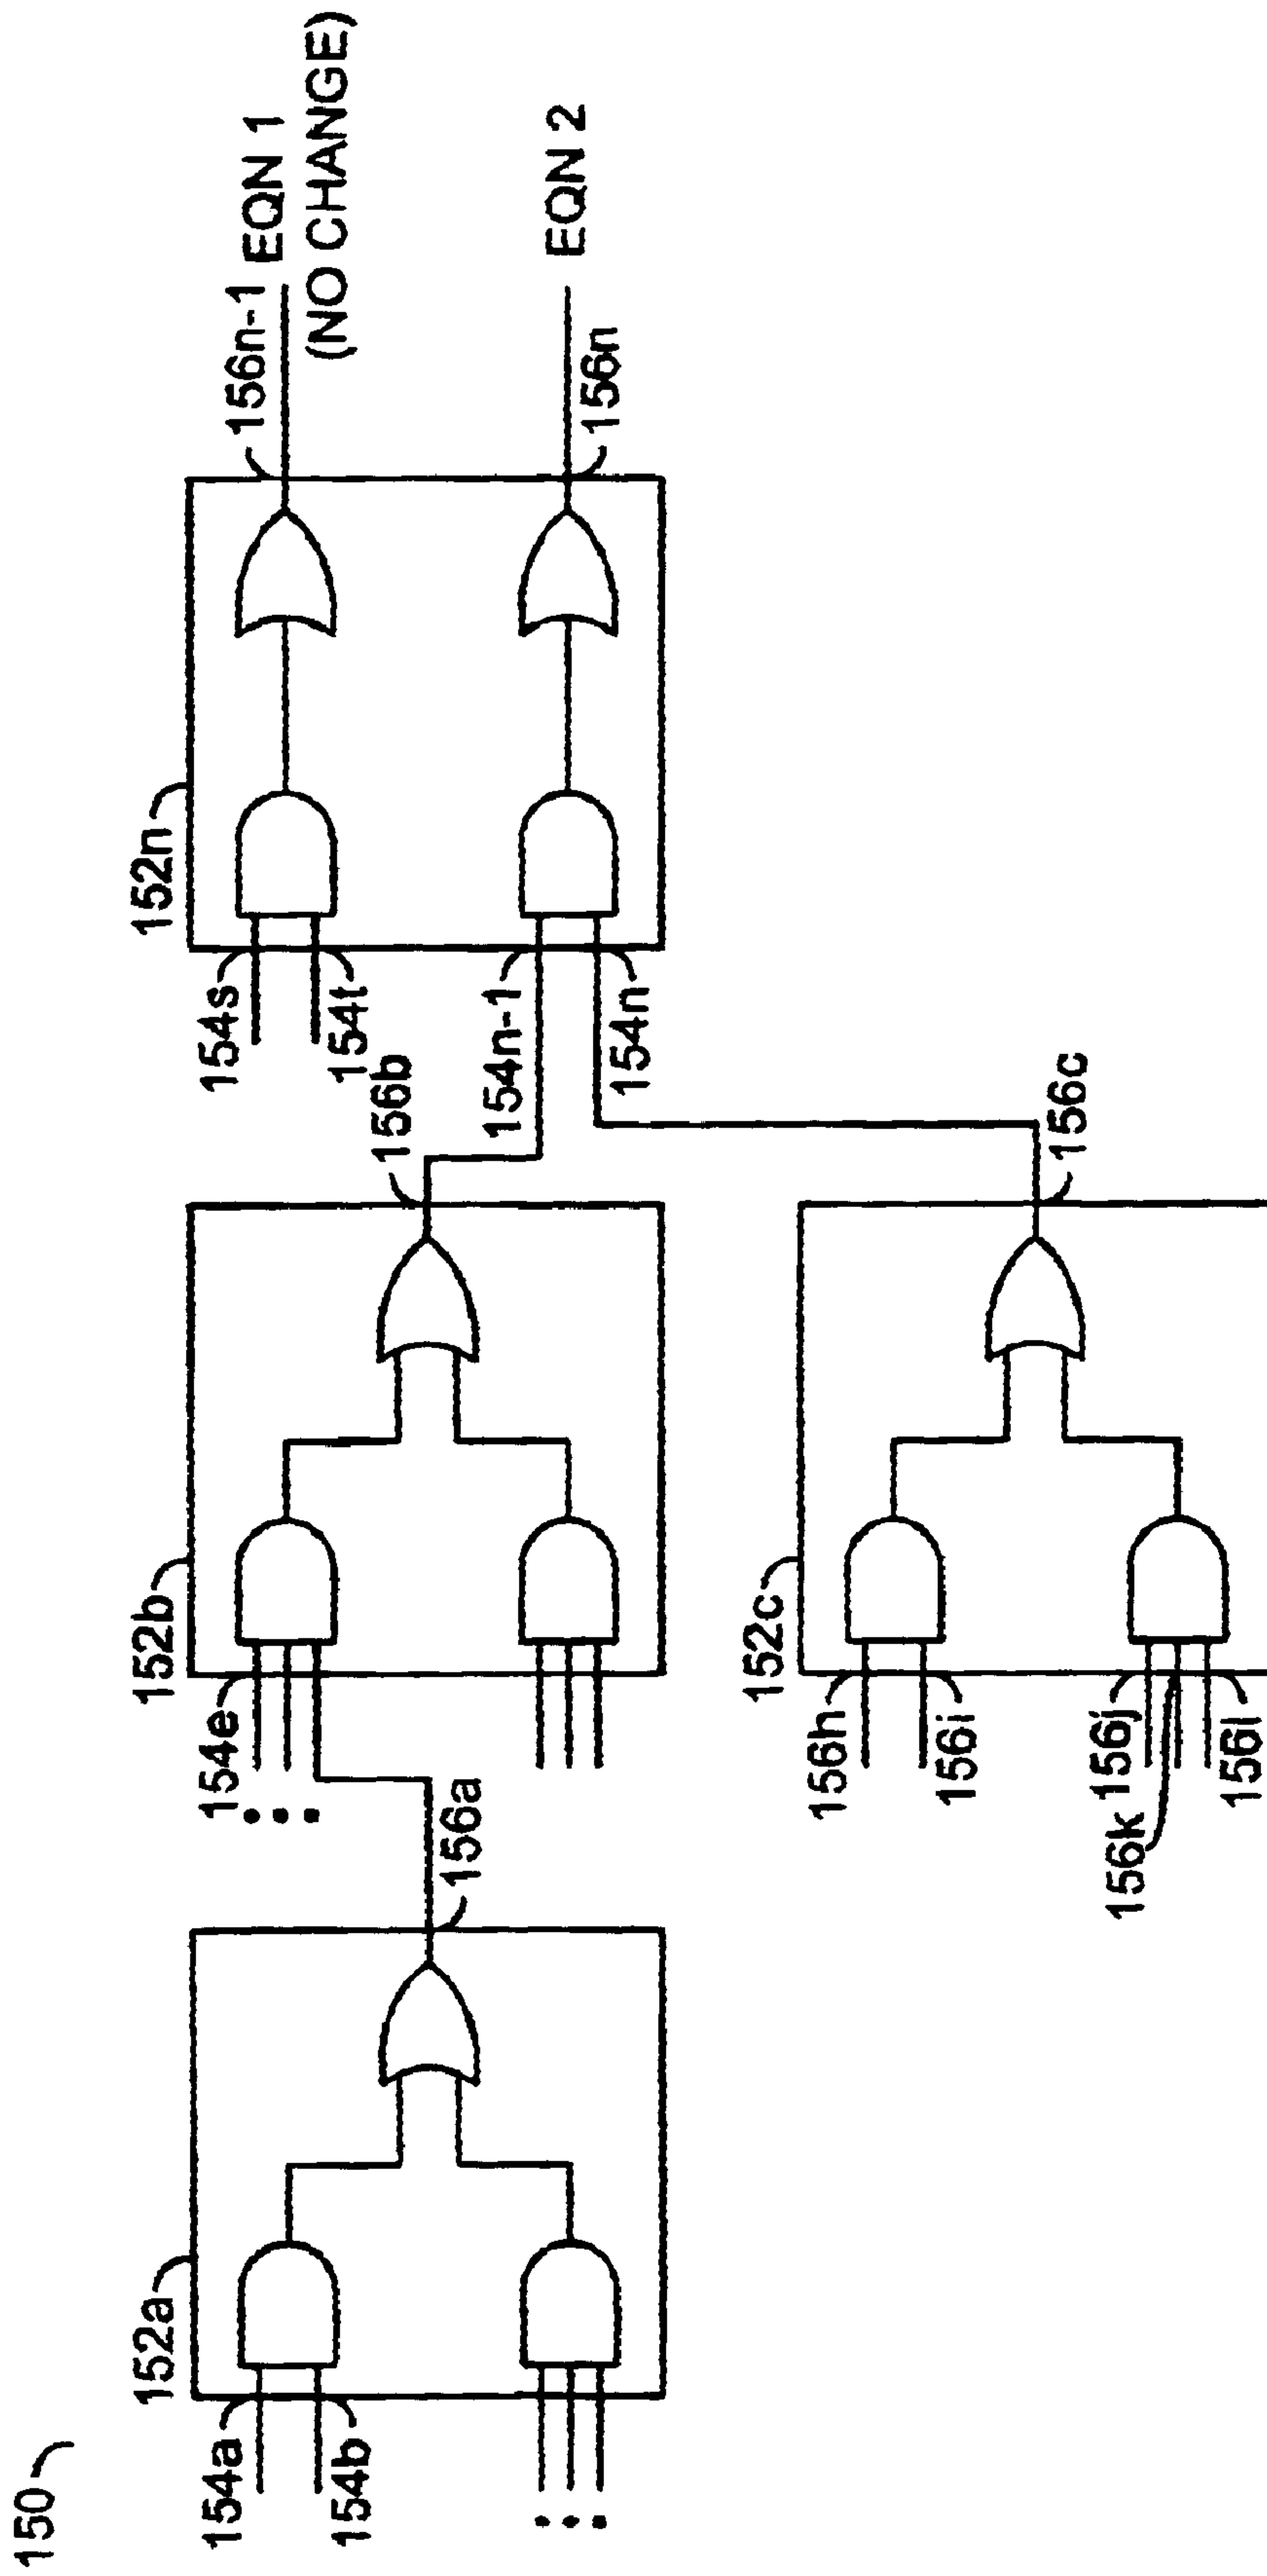 150
152a
154a
154b
156a
152b
154e
156b
152c
156h
156i
156j
156k
156l
156c
152n
154s
154t
154n-1
154n
156n-1
EQN 1
(NO CHANGE)
156n
EQN 2